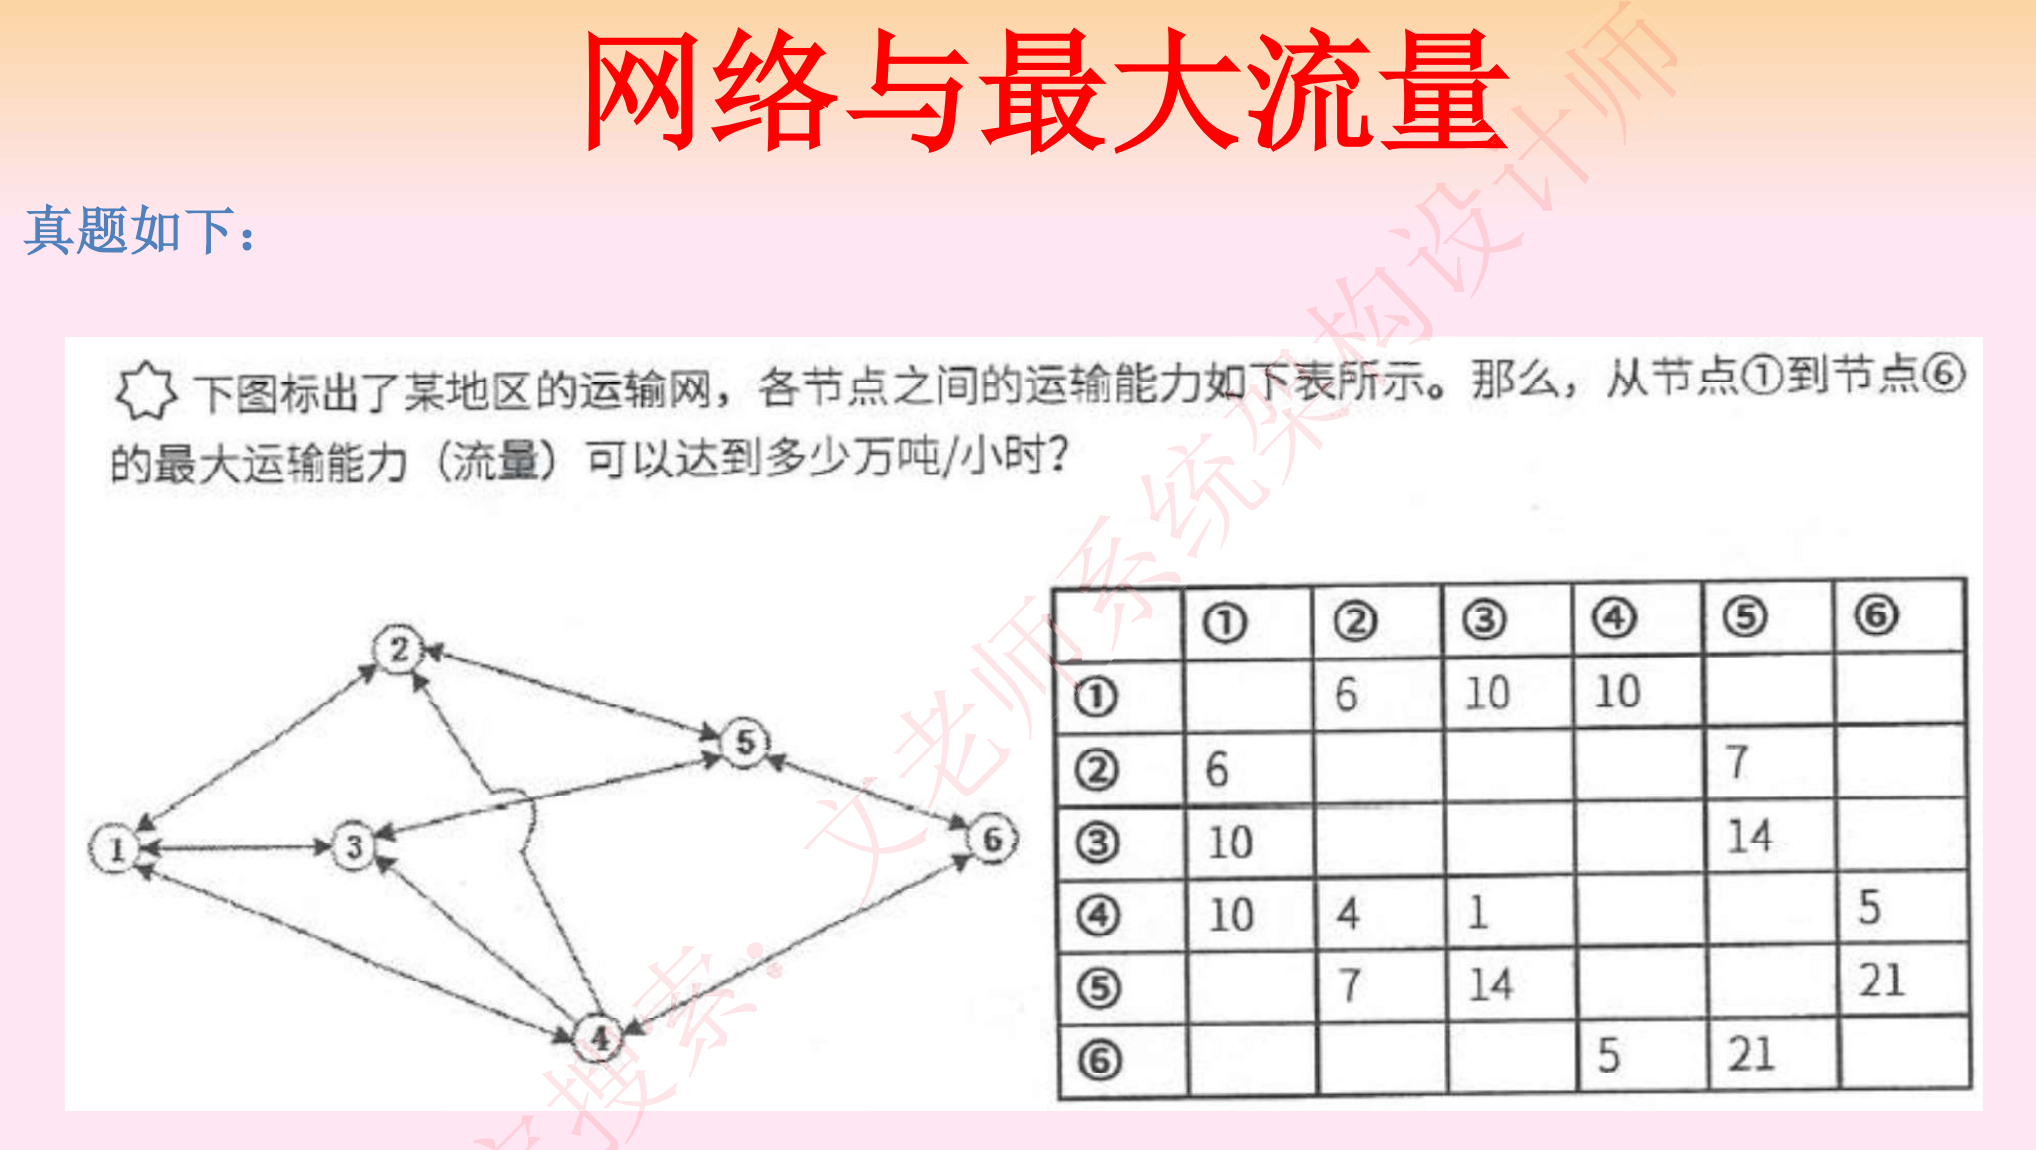 网络与最大流量
真题如下：
下图标出了某地区的运输网，各节点之间的运输能力如下表所示。那么，从节点①到节点⑥
的最大运输能力（流量）可以达到多少万吨/小时？
2
5
1
3
6
4
① ② ③ ④ ⑤ ⑥
① 6 10 10
② 6 7
③ 10 14
④ 10 4 1 5
⑤ 7 14 21
⑥ 5 21
搜索：文老师系统架构设计师